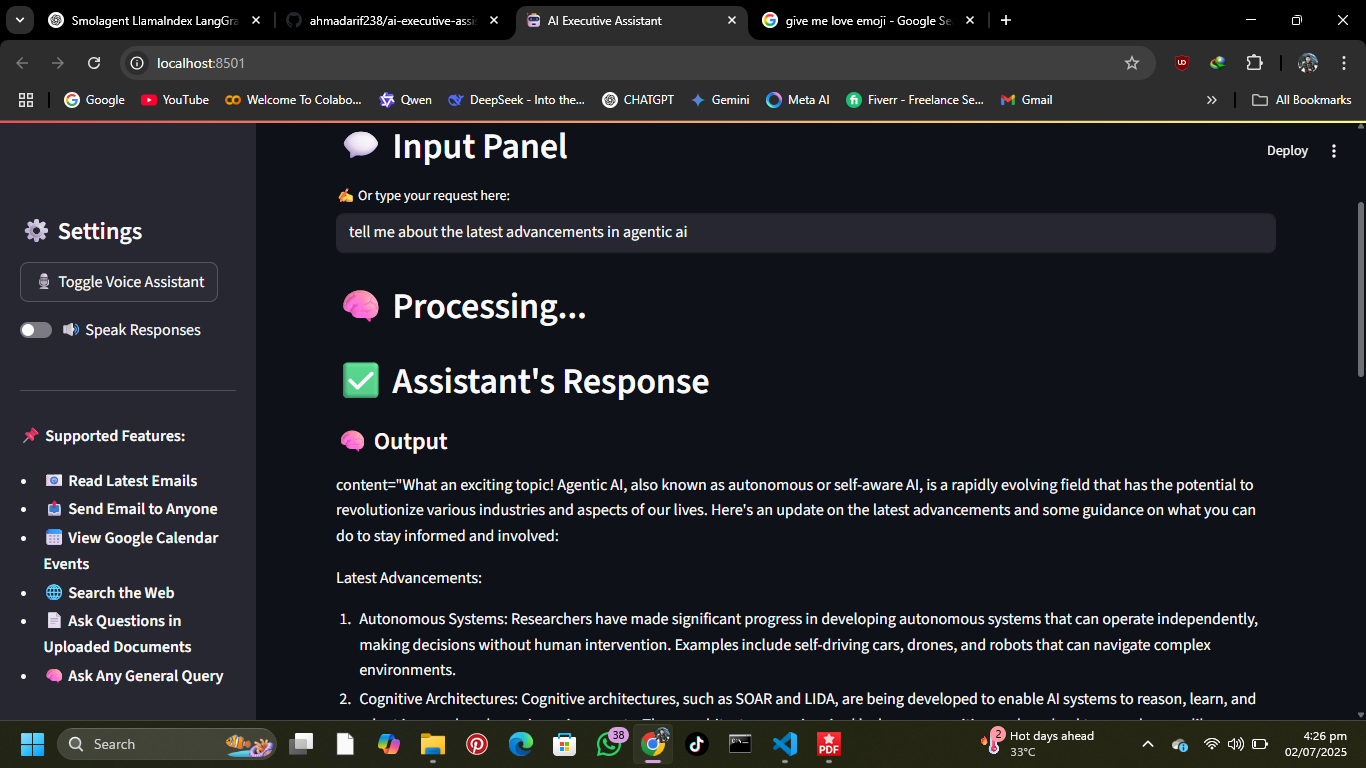 Smolagent LlamaIndex LangGra
ahmadarif238/ai-executive-assi
AI Executive Assistant
give me love emoji - Google Se
localhost:8501
Google
YouTube
Welcome To Colabo...
Qwen
DeepSeek - Into the...
CHATGPT
Gemini
Meta AI
Fiverr - Freelance Se...
Gmail
All Bookmarks
Deploy
Settings
Toggle Voice Assistant
Speak Responses
Supported Features:
Read Latest Emails
Send Email to Anyone
View Google Calendar
Events
Search the Web
Ask Questions in
Uploaded Documents
Ask Any General Query
Input Panel
✍️ Or type your request here:
tell me about the latest advancements in agentic ai
Processing...
Assistant's Response
Output
content="What an exciting topic! Agentic AI, also known as autonomous or self-aware AI, is a rapidly evolving field that has the potential to
revolutionize various industries and aspects of our lives. Here's an update on the latest advancements and some guidance on what you can
do to stay informed and involved:
Latest Advancements:
1. Autonomous Systems: Researchers have made significant progress in developing autonomous systems that can operate independently,
making decisions without human intervention. Examples include self-driving cars, drones, and robots that can navigate complex
environments.
2. Cognitive Architectures: Cognitive architectures, such as SOAR and LIDA, are being developed to enable AI systems to reason, learn, and
Search
38
PDF
2
Hot days ahead
33°C
4:26 pm
02/07/2025